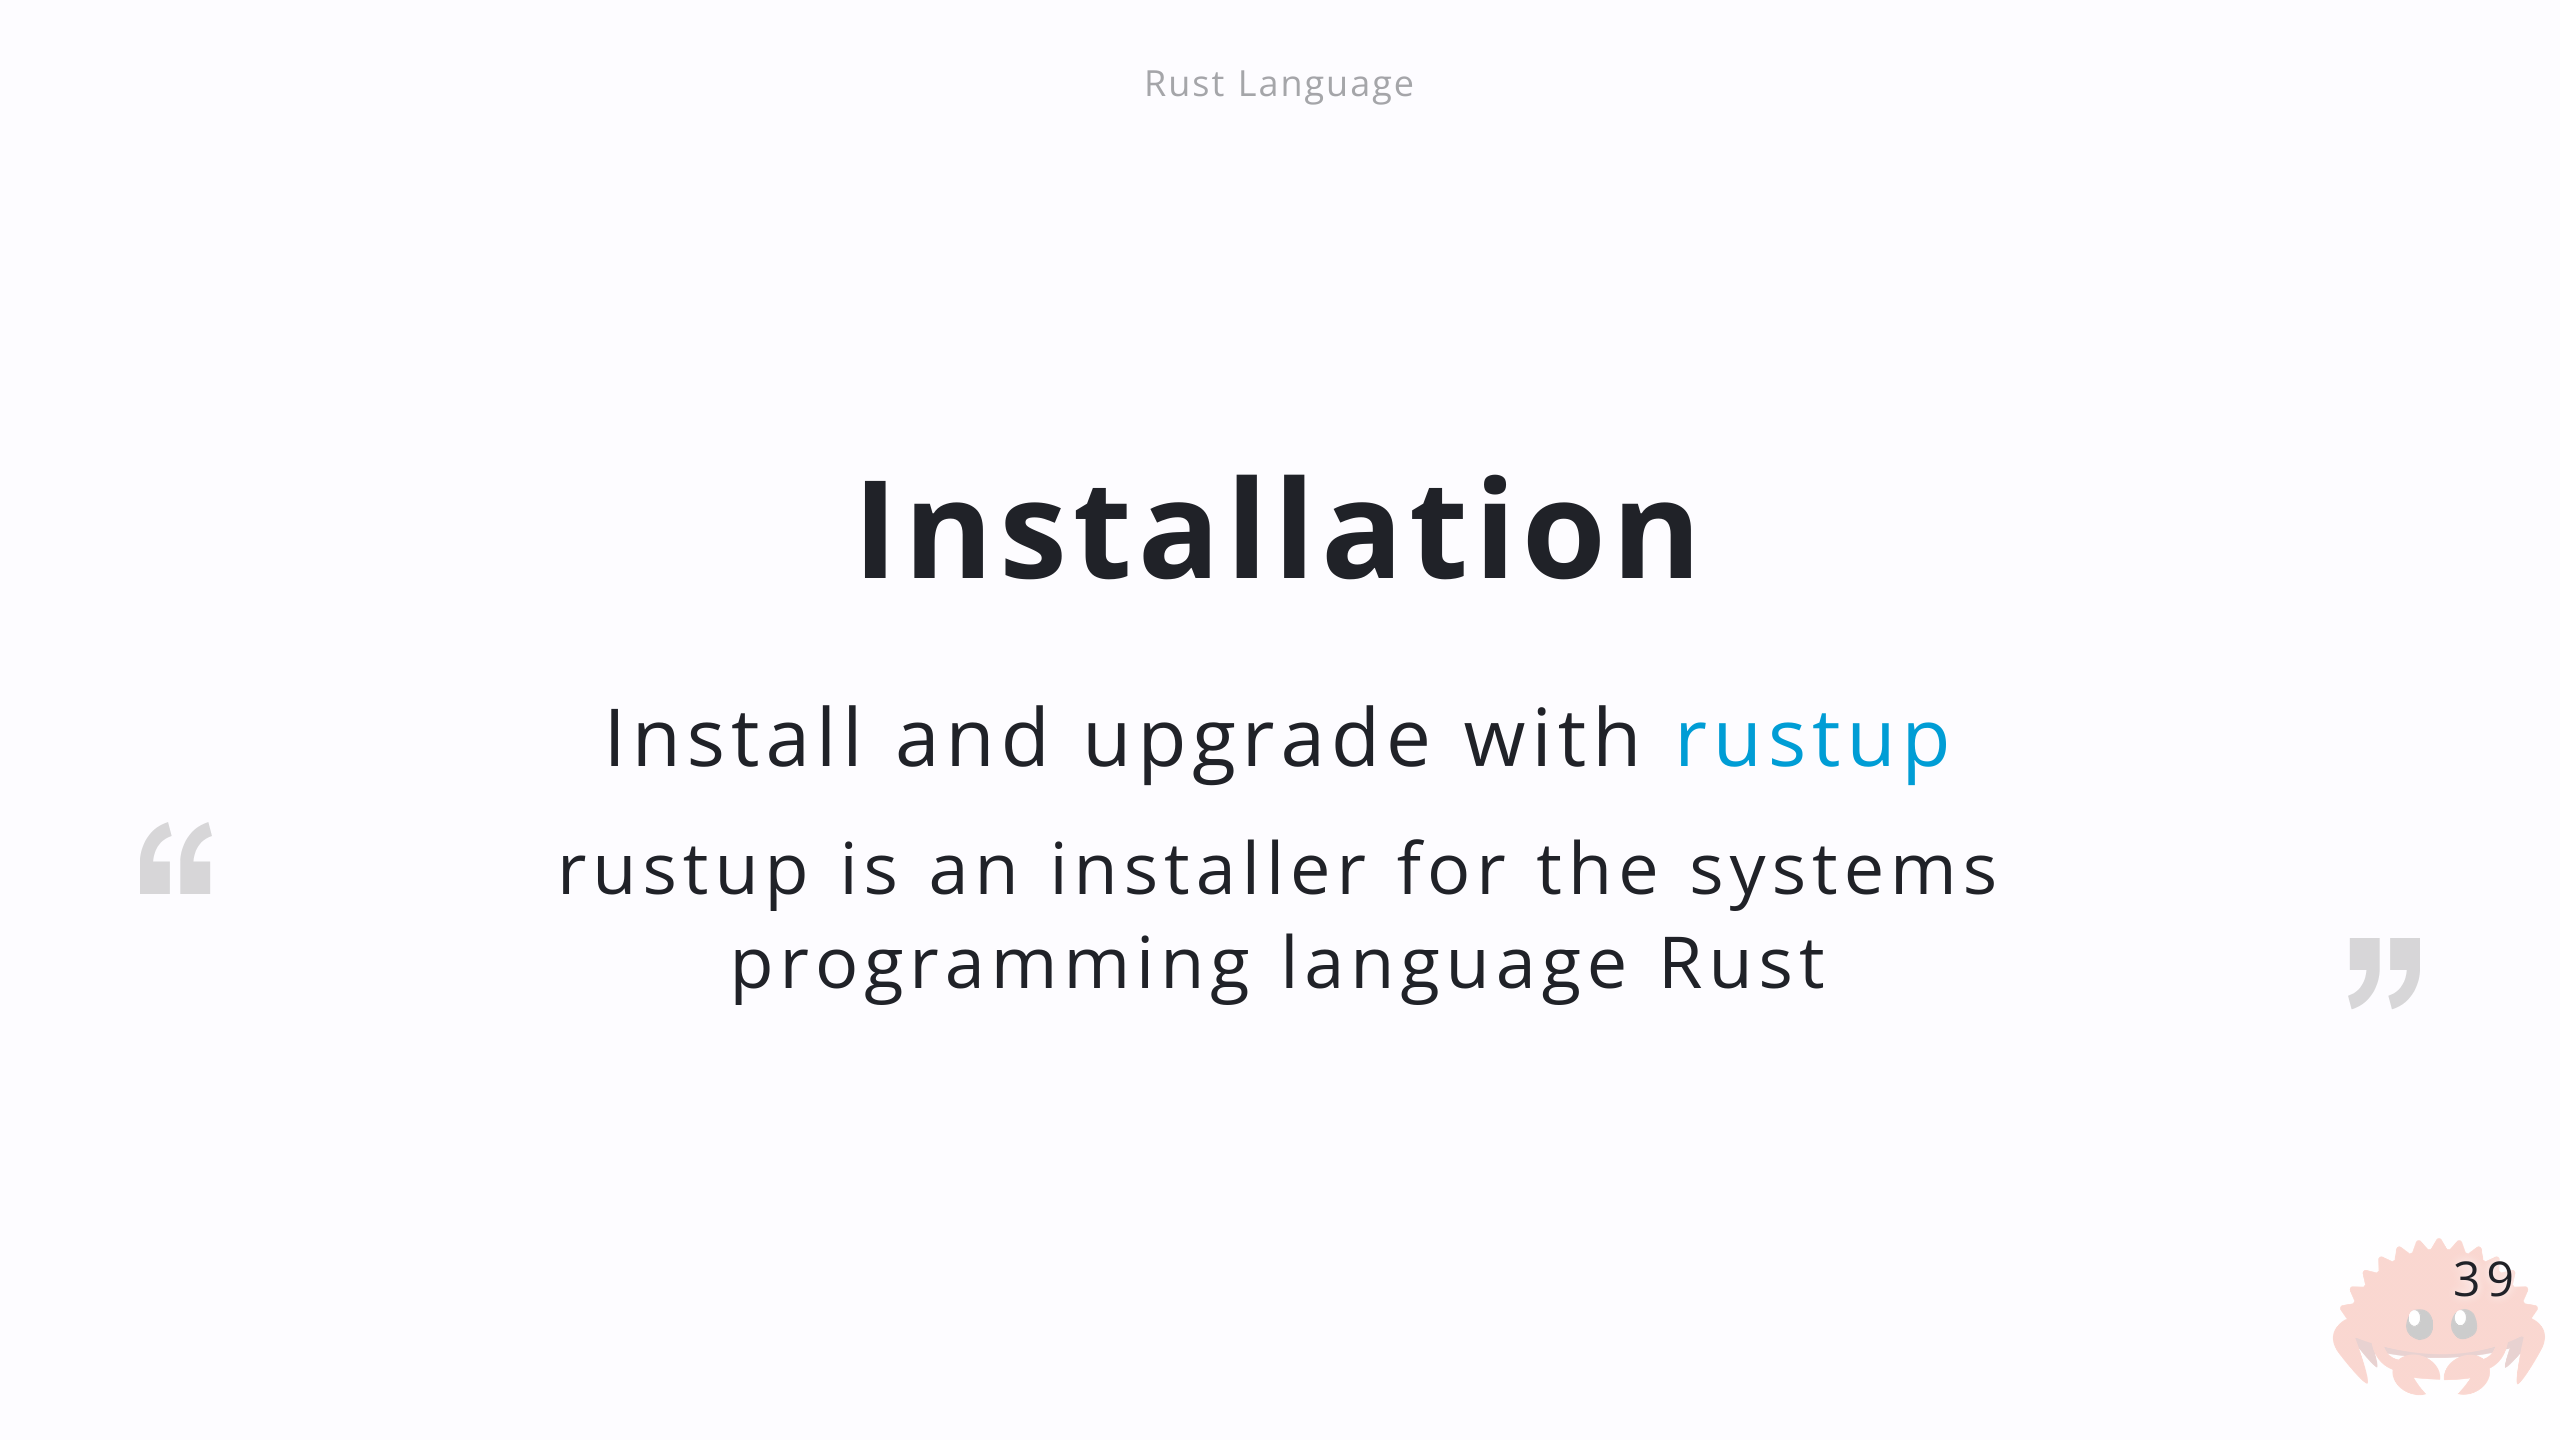 Rust Language
Installation
Install and upgrade with rustup
“
rustup is an installer for the systems
programming language Rust
”
39